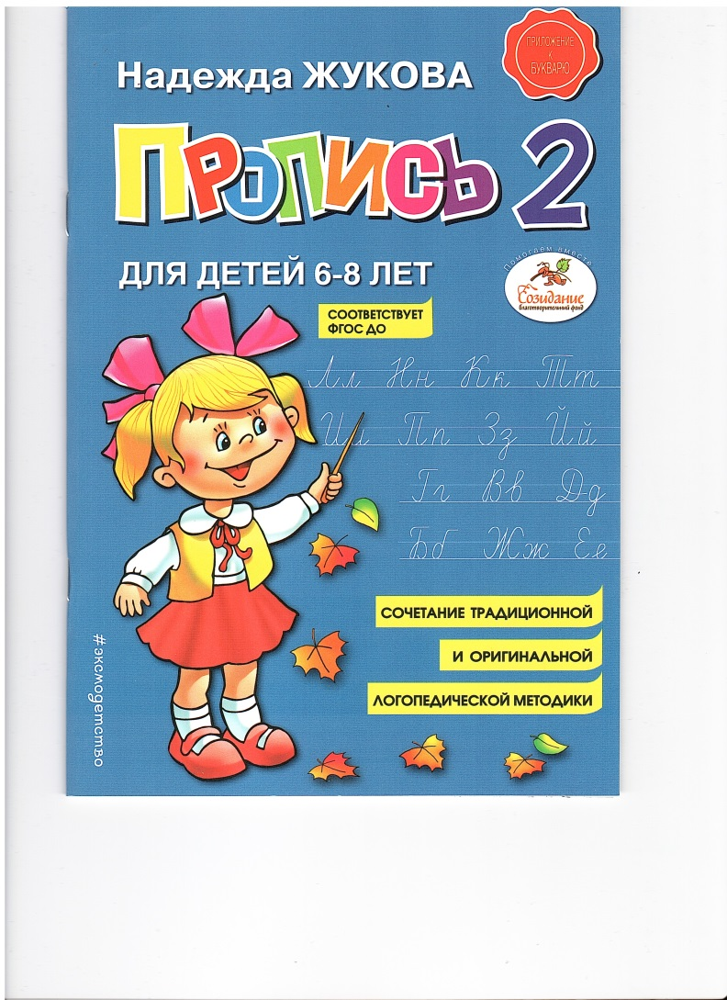 ПРИЛОЖЕНИЕ
К
БУКВАРЮ
Надежда ЖУКОВА
ПРОПИСЬ 2
ДЛЯ ДЕТЕЙ 6-8 ЛЕТ
Помогаем вместе
Созидание
благотворительный фонд
СООТВЕТСТВУЕТ
ФГОС ДО
Лл Нн Кк Тт
Ии Пп Зз Йй
Гг Вв Дд
Бб Жж Ее
СОЧЕТАНИЕ ТРАДИЦИОННОЙ
И ОРИГИНАЛЬНОЙ
ЛОГОПЕДИЧЕСКОЙ МЕТОДИКИ
#эксмодетство